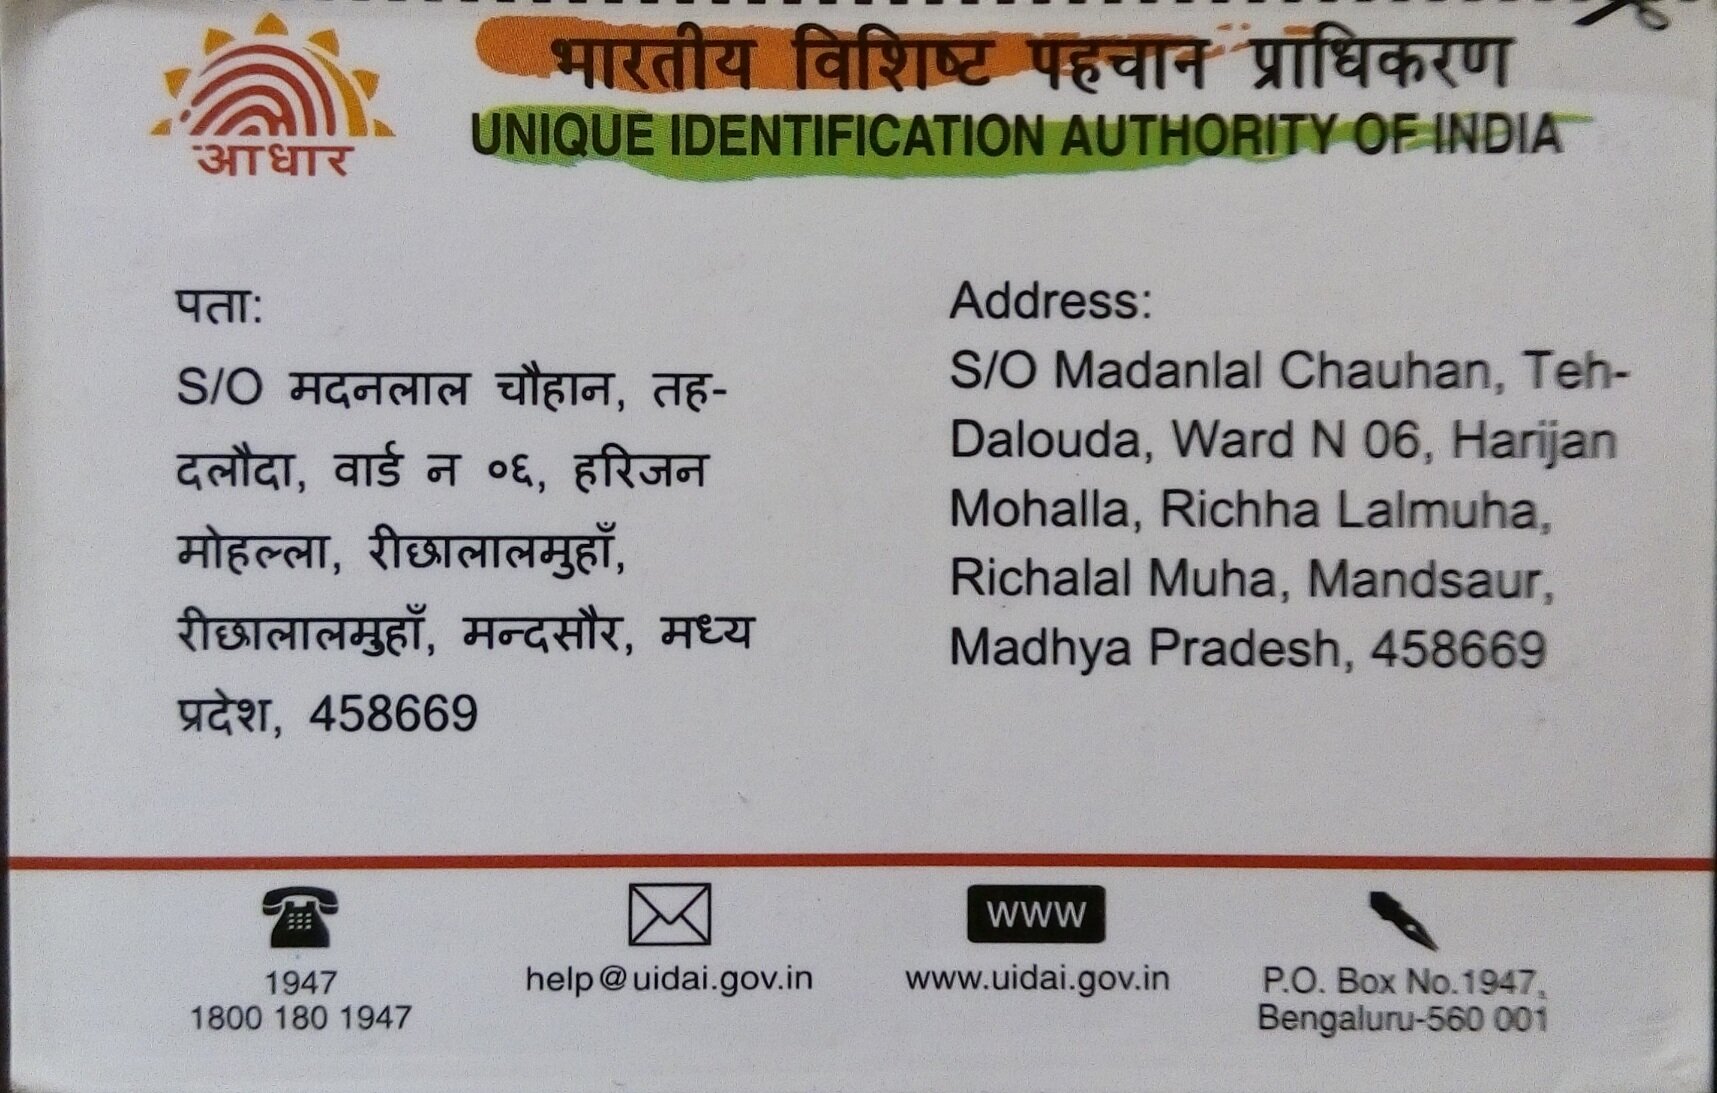 आधार
भारतीय विशिष्ट पहचान प्राधिकरण
UNIQUE IDENTIFICATION AUTHORITY OF INDIA
पता:
S/O मदनलाल चौहान, तह-
दलौदा, वार्ड न ०६, हरिजन
मोहल्ला, रीछालालमुहाँ,
रीछालालमुहाँ, मन्दसौर, मध्य
प्रदेश, 458669
Address:
S/O Madanlal Chauhan, Teh-
Dalouda, Ward N 06, Harijan
Mohalla, Richha Lalmuha,
Richalal Muha, Mandsaur,
Madhya Pradesh, 458669
1947
1800 180 1947
help@uidai.gov.in
WWW
www.uidai.gov.in
P.O. Box No.1947,
Bengaluru-560 001